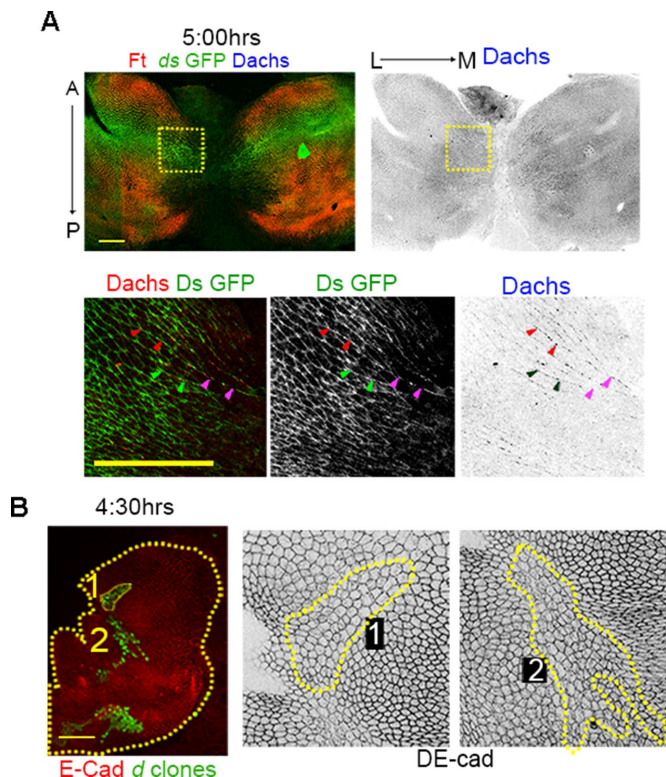 A
5:00hrs
Ft ds GFP Dachs
L M Dachs
A
P
Dachs Ds GFP
Ds GFP
Dachs
B
4:30hrs
1
2
1
2
E-Cad d clones
DE-cad